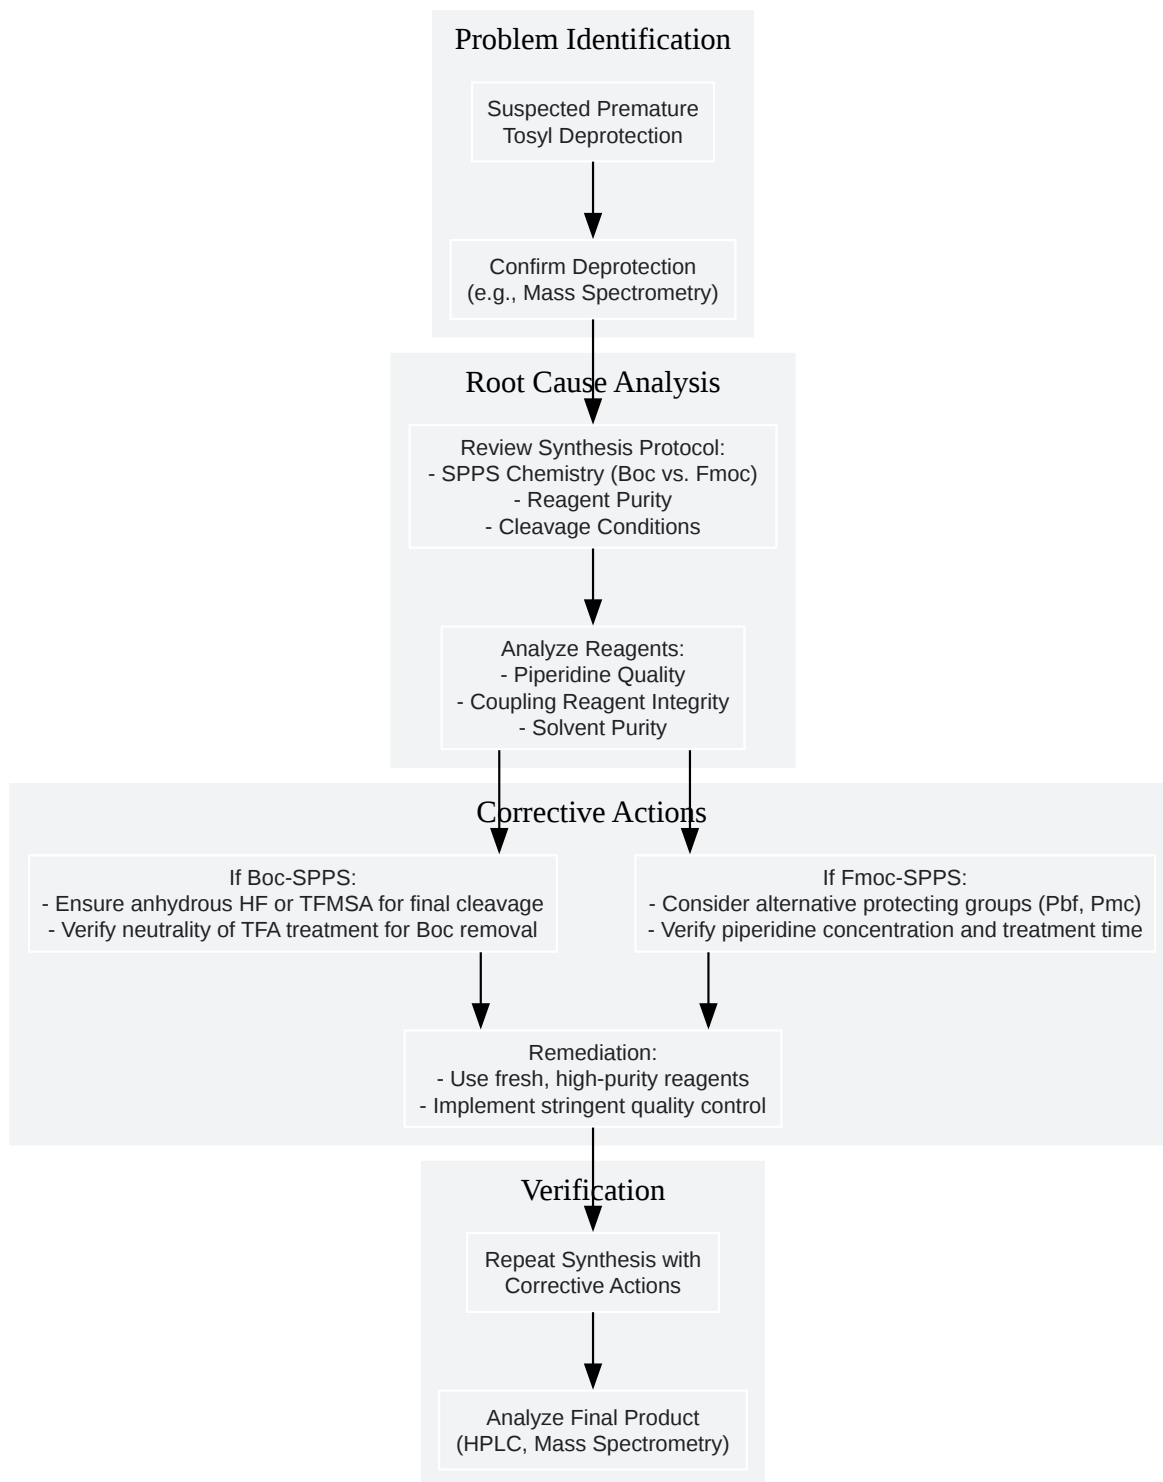 Problem Identification
Suspected Premature
Tosyl Deprotection
Confirm Deprotection
(e.g., Mass Spectrometry)
Root Cause Analysis
Review Synthesis Protocol:
- SPPS Chemistry (Boc vs. Fmoc)
- Reagent Purity
- Cleavage Conditions
Analyze Reagents:
- Piperidine Quality
- Coupling Reagent Integrity
- Solvent Purity
Corrective Actions
If Boc-SPPS:
- Ensure anhydrous HF or TFMSA for final cleavage
- Verify neutrality of TFA treatment for Boc removal
If Fmoc-SPPS:
- Consider alternative protecting groups (Pbf, Pmc)
- Verify piperidine concentration and treatment time
Remediation:
- Use fresh, high-purity reagents
- Implement stringent quality control
Verification
Repeat Synthesis with
Corrective Actions
Analyze Final Product
(HPLC, Mass Spectrometry)